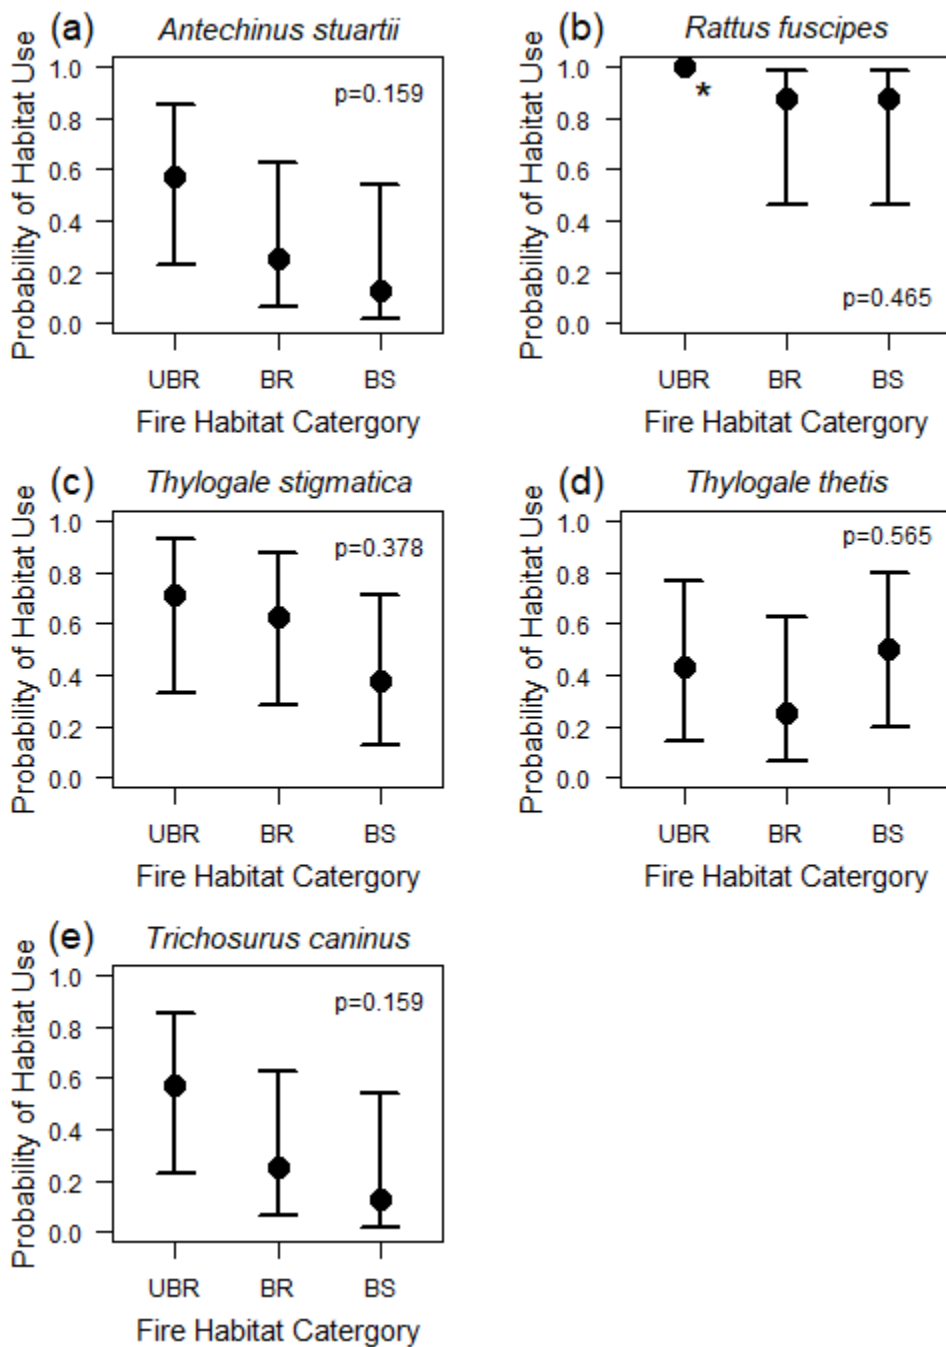 (a) Antechinus stuartii
Probability of Habitat Use
1.0
0.8
0.6
0.4
0.2
0.0
p=0.159
UBR BR BS
Fire Habitat Catergory
(b) Rattus fuscipes
Probability of Habitat Use
1.0
0.8
0.6
0.4
0.2
0.0
*
p=0.465
UBR BR BS
Fire Habitat Catergory
(c) Thylogale stigmatica
Probability of Habitat Use
1.0
0.8
0.6
0.4
0.2
0.0
p=0.378
UBR BR BS
Fire Habitat Catergory
(d) Thylogale thetis
Probability of Habitat Use
1.0
0.8
0.6
0.4
0.2
0.0
p=0.565
UBR BR BS
Fire Habitat Catergory
(e) Trichosurus caninus
Probability of Habitat Use
1.0
0.8
0.6
0.4
0.2
0.0
p=0.159
UBR BR BS
Fire Habitat Catergory